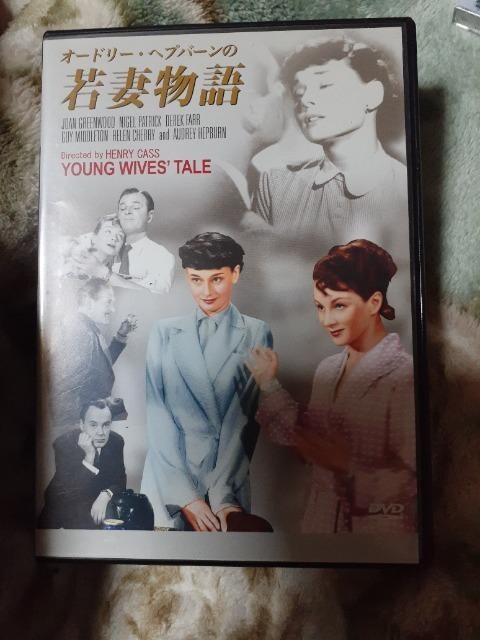 オードリー・ヘプバーンの
若妻物語
JOAN GREENWOOD NIGEL PATRICK DEREK FARR
GUY MIDDLETON HELEN CHERRY and AUDREY HEPBURN
Directed by HENRY CASS
YOUNG WIVES' TALE
DVD